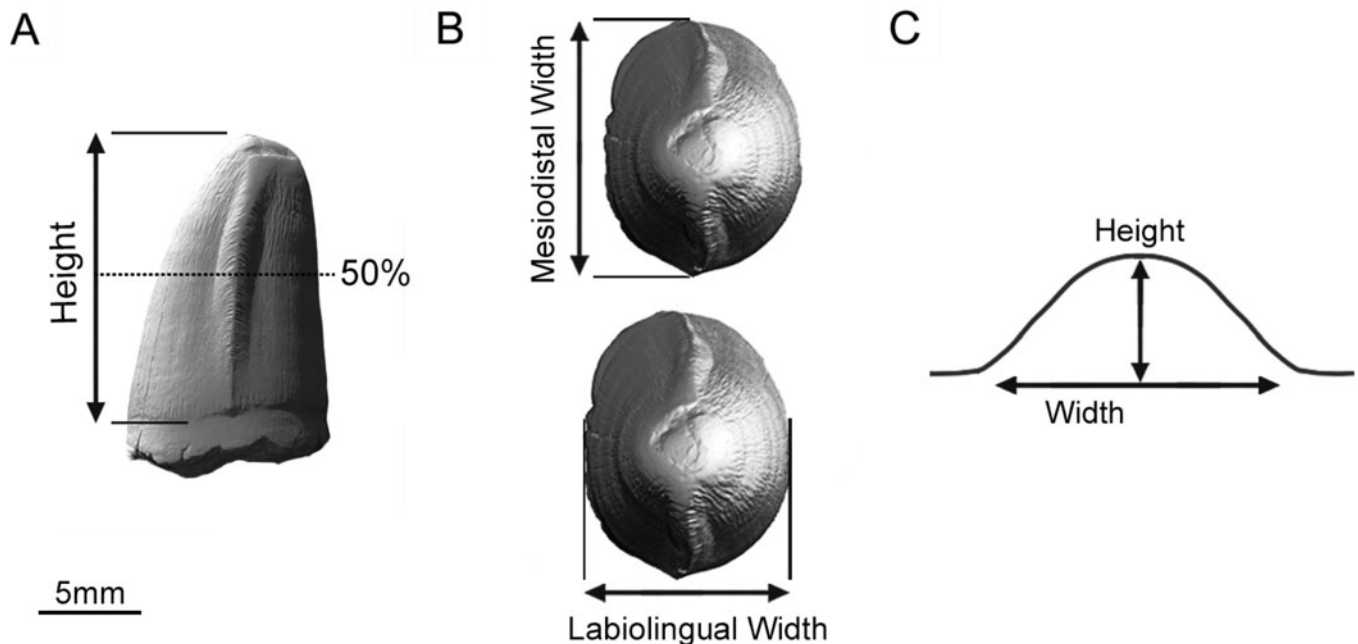 A
B
C
Height
50%
5mm
Mesiodistal Width
Labiolingual Width
Height
Width